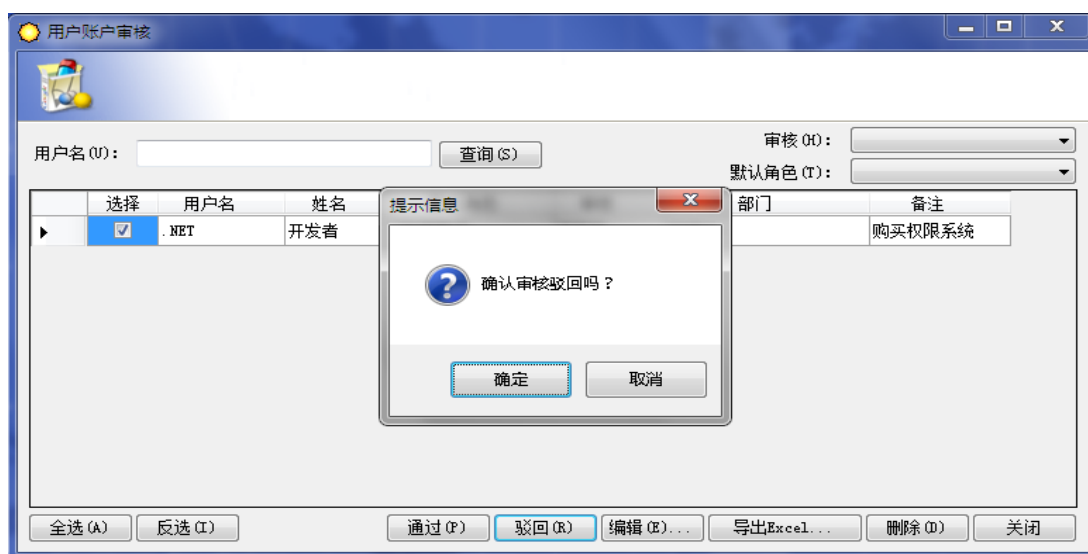 用户账户审核
用户名(U):
查询(S)
审核(H):
默认角色(T):
选择 用户名 姓名 部门 备注
.NET 开发者 购买权限系统
提示信息
确认审核驳回吗？
确定 取消
全选(A) 反选(I) 通过(P) 驳回(R) 编辑(E)... 导出Excel... 删除(D) 关闭